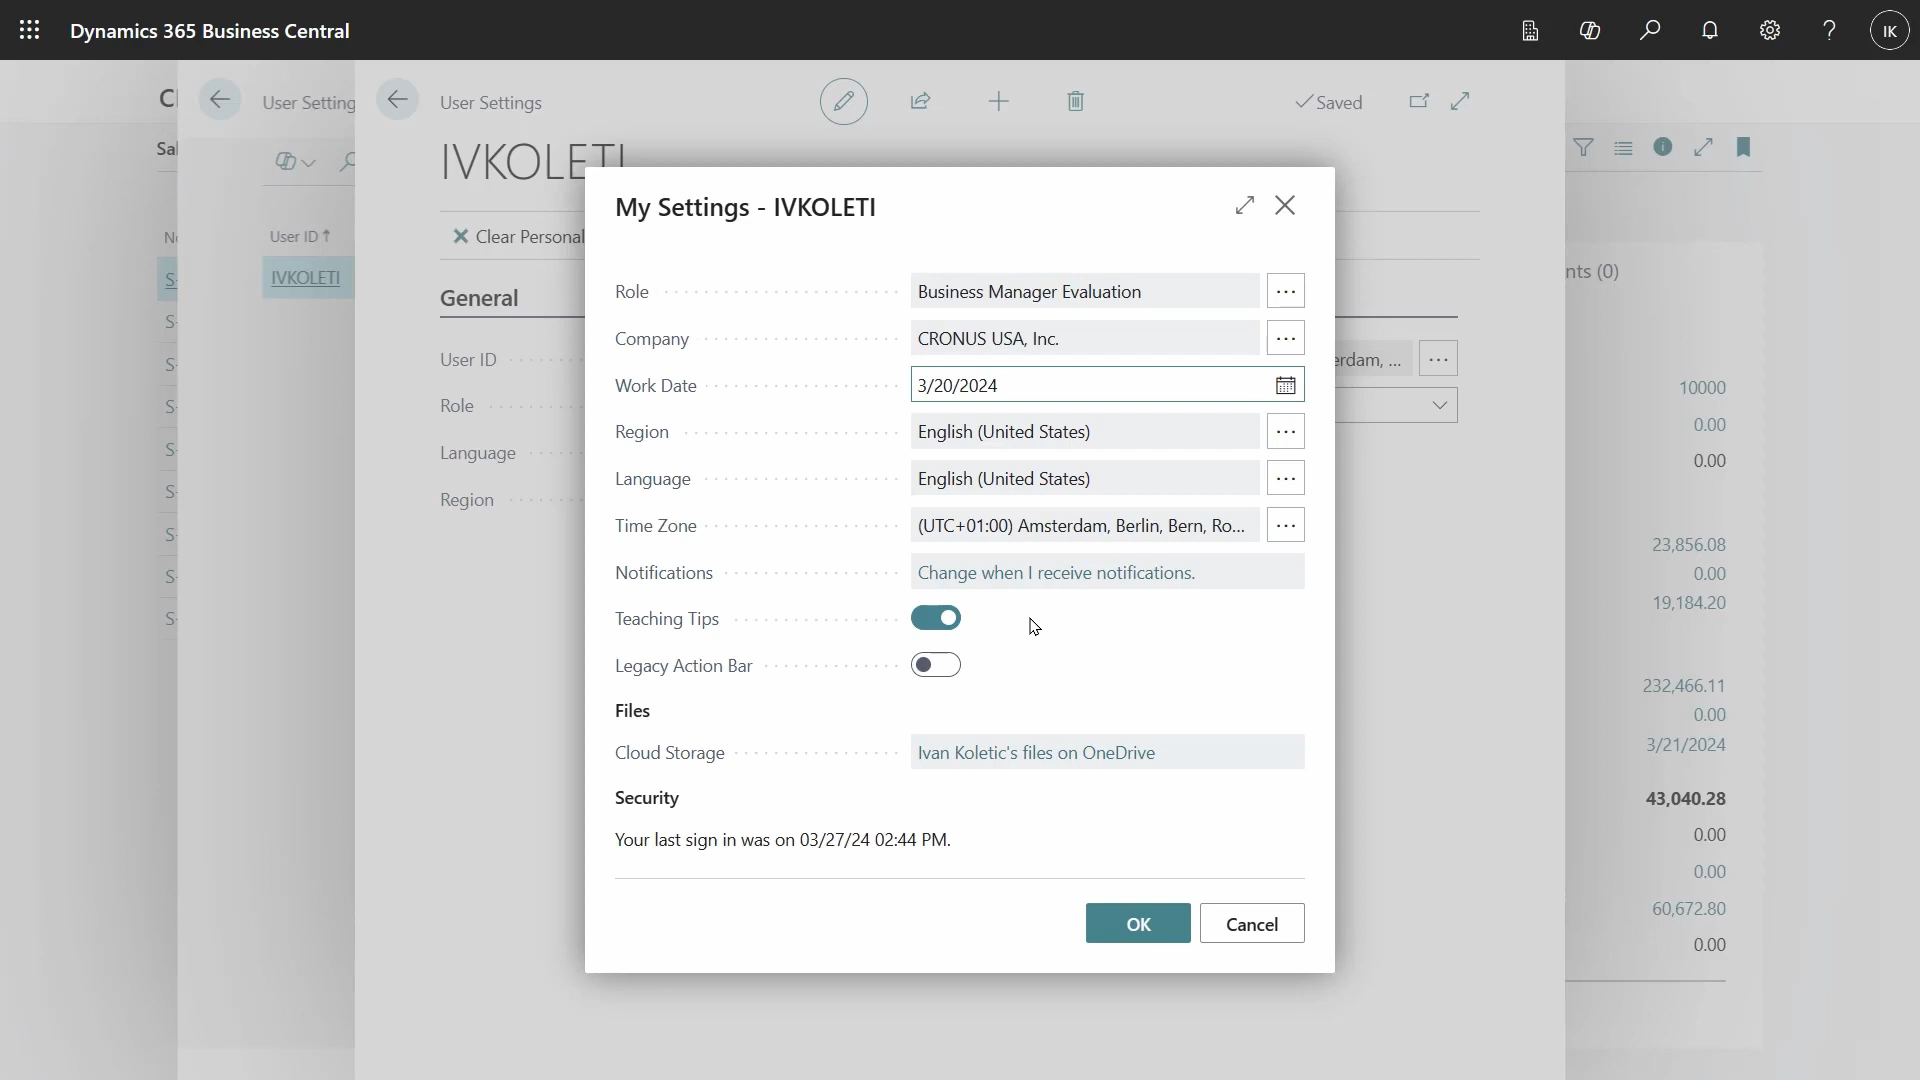 Dynamics 365 Business Central
IK
User Setting
User Settings
Saved
Sal
IVKOLETI
My Settings - IVKOLETI
Clear Personal
User ID
IVKOLETI
nts (0)
General
User ID
erdam, ...
Role
Language
Region
Role
Business Manager Evaluation
Company
CRONUS USA, Inc.
Work Date
3/20/2024
Region
English (United States)
Language
English (United States)
Time Zone
(UTC+01:00) Amsterdam, Berlin, Bern, Ro...
Notifications
Change when I receive notifications.
Teaching Tips
Legacy Action Bar
Files
Cloud Storage
Ivan Koletic's files on OneDrive
Security
Your last sign in was on 03/27/24 02:44 PM.
OK
Cancel
S-
S-
S-
S-
S-
S-
S-
S-
S-
10000
0.00
0.00
23,856.08
0.00
19,184.20
232,466.11
0.00
3/21/2024
43,040.28
0.00
0.00
60,672.80
0.00